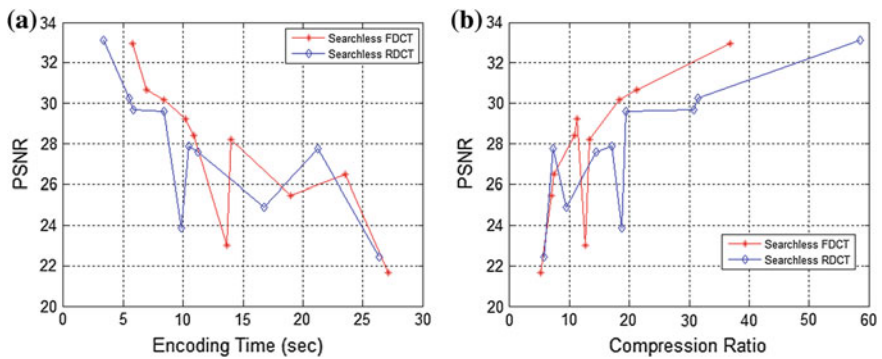 (a)
34
32
30
28
26
24
22
20
PSNR
0 5 10 15 20 25 30
Encoding Time (sec)
Searchless FDCT
Searchless RDCT
(b)
34
32
30
28
26
24
22
20
PSNR
0 10 20 30 40 50 60
Compression Ratio
Searchless FDCT
Searchless RDCT